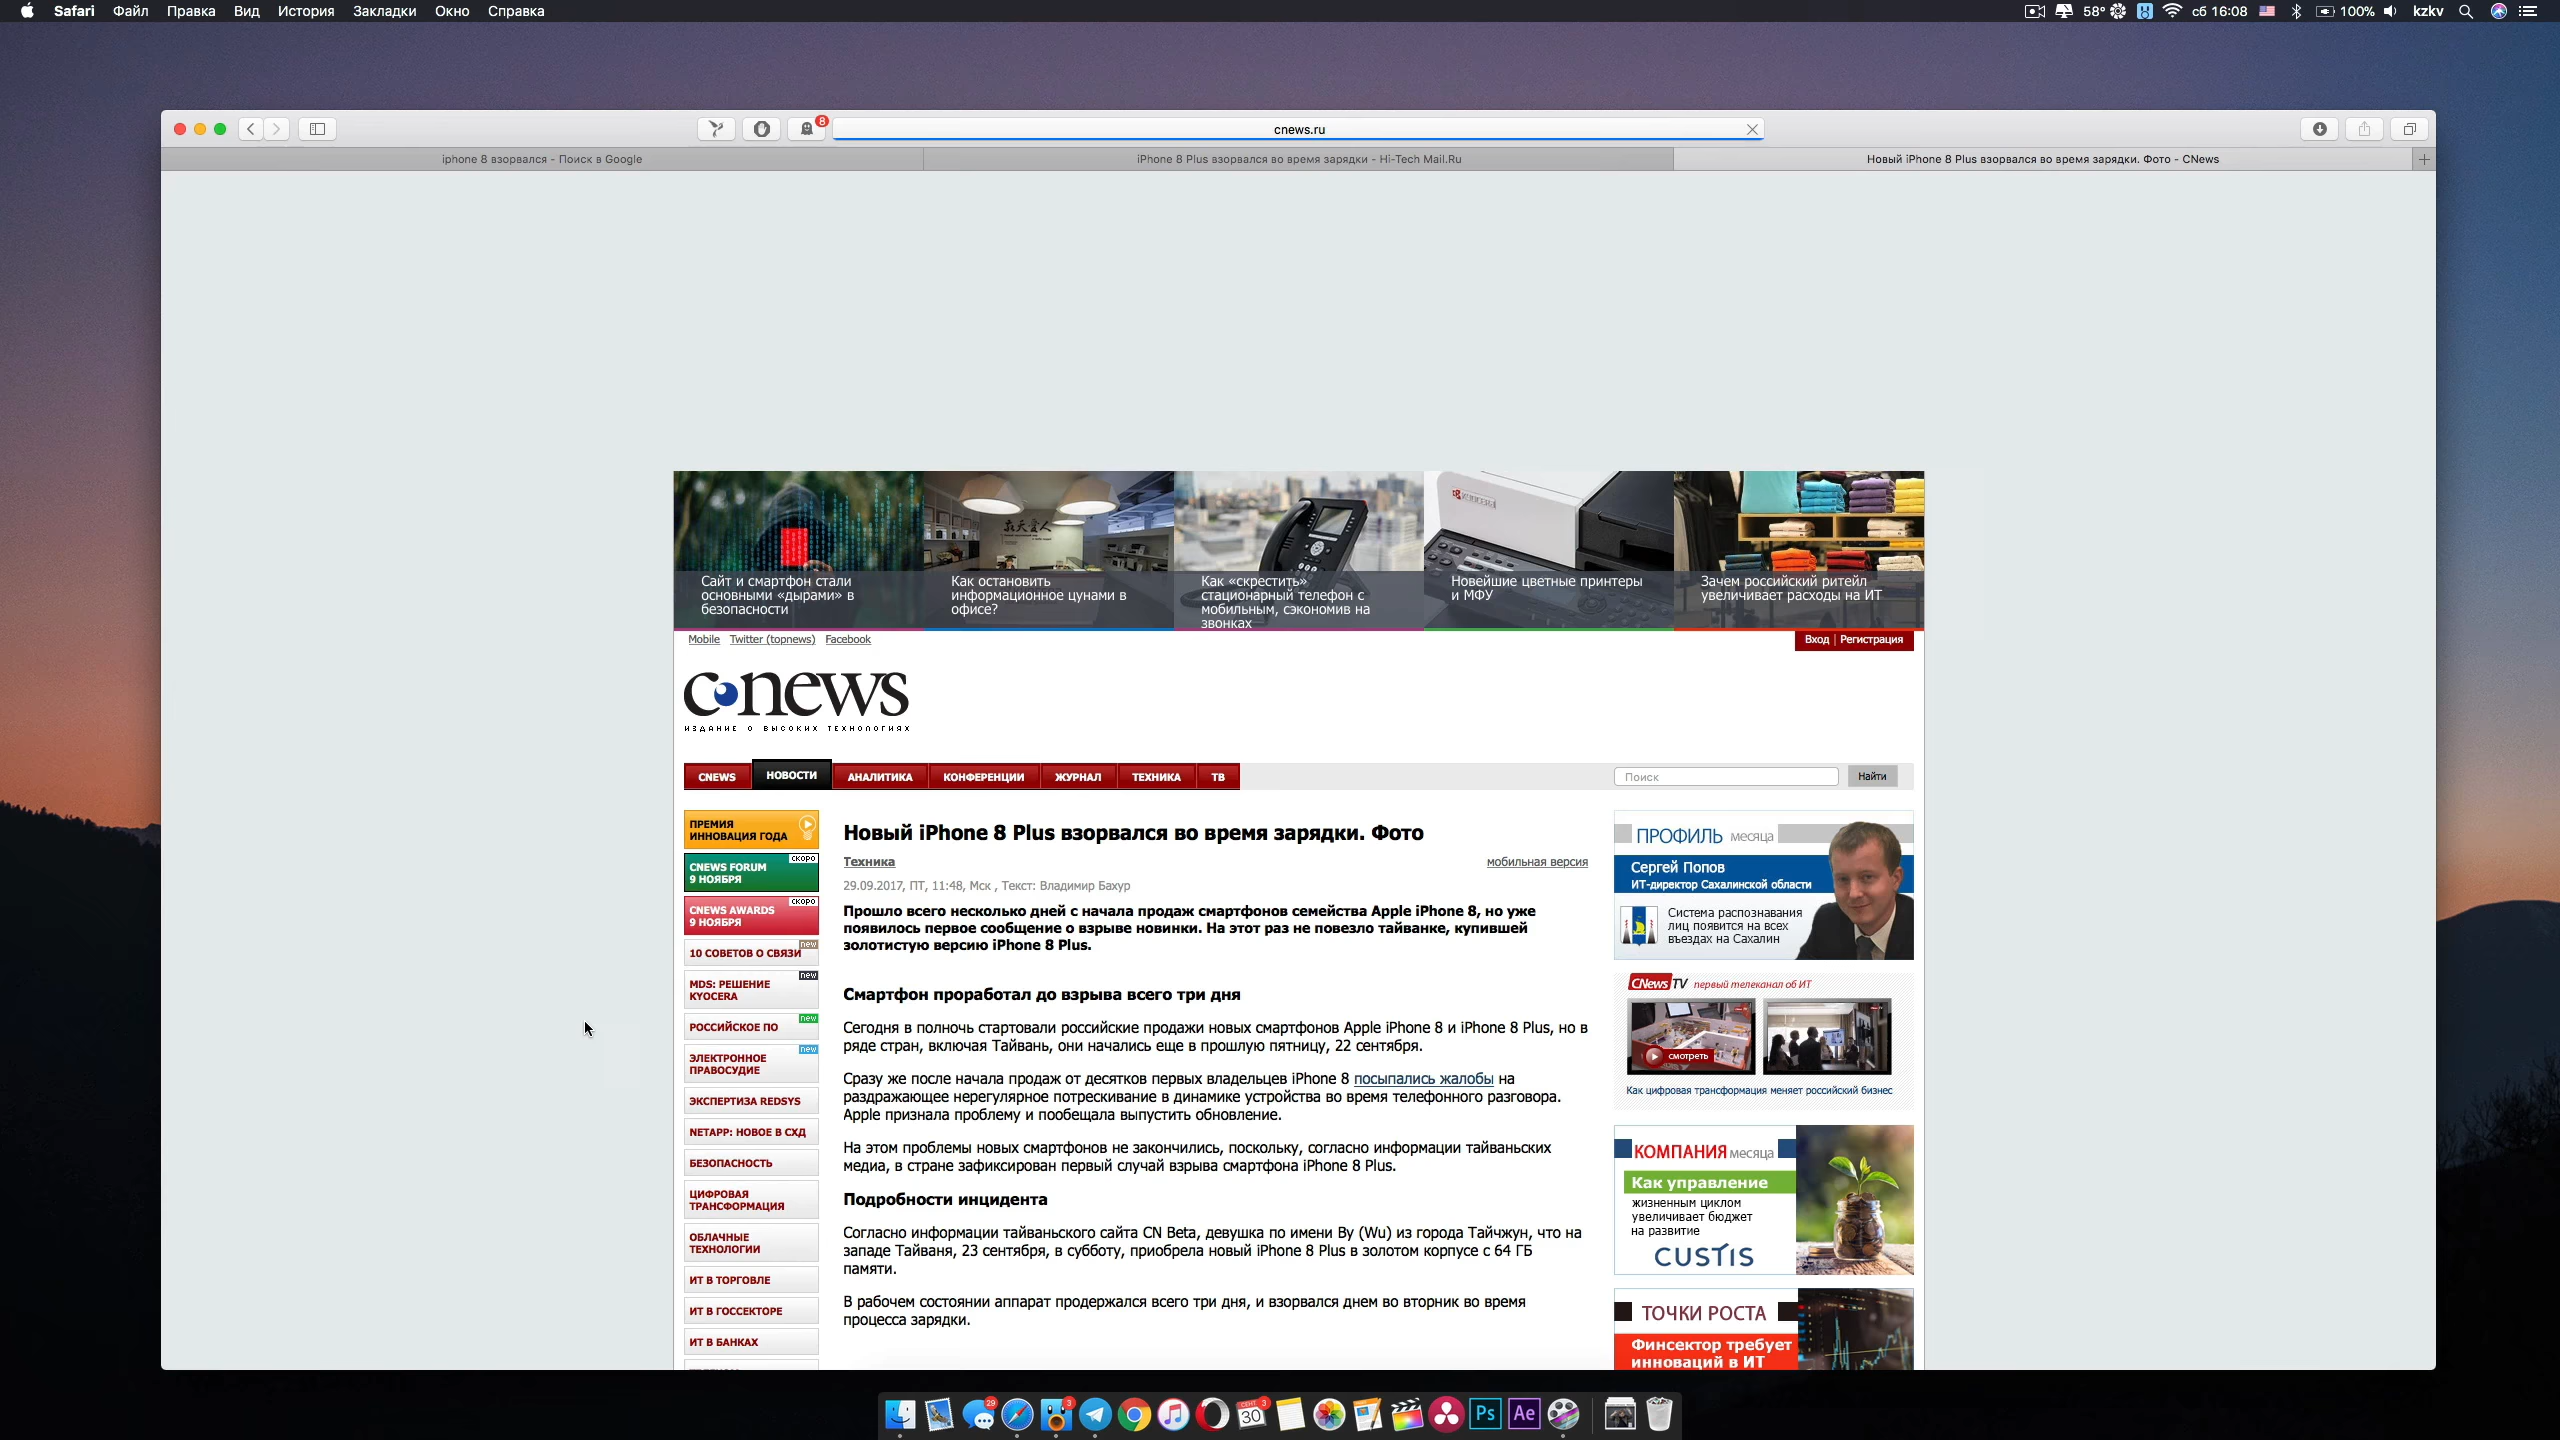 Safari Файл Правка Вид История Закладки Окно Справка
58° сб 16:08 100% kzkv
8
cnews.ru
iphone 8 взорвался - Поиск в Google
iPhone 8 Plus взорвался во время зарядки - Hi-Tech Mail.Ru
Новый iPhone 8 Plus взорвался во время зарядки. Фото - CNews
Сайт и смартфон стали
основными «дырами» в
безопасности
Как остановить
информационное цунами в
офисе?
Как «скрестить»
стационарный телефон с
мобильным, сэкономив на
звонках
KYOCERA
Новейшие цветные принтеры
и МФУ
Зачем российский ритейл
увеличивает расходы на ИТ
Mobile Twitter (topnews) Facebook
Вход | Регистрация
cnews
ИЗДАНИЕ О ВЫСОКИХ ТЕХНОЛОГИЯХ
CNEWS НОВОСТИ АНАЛИТИКА КОНФЕРЕНЦИИ ЖУРНАЛ ТЕХНИКА ТВ
Поиск Найти
ПРЕМИЯ
ИННОВАЦИЯ ГОДА
скоро
CNEWS FORUM
9 НОЯБРЯ
скоро
CNEWS AWARDS
9 НОЯБРЯ
new
10 СОВЕТОВ О СВЯЗИ
new
MDS: РЕШЕНИЕ
KYOCERA
new
РОССИЙСКОЕ ПО
new
ЭЛЕКТРОННОЕ
ПРАВОСУДИЕ
ЭКСПЕРТИЗА REDSYS
NETAPP: НОВОЕ В СХД
БЕЗОПАСНОСТЬ
ЦИФРОВАЯ
ТРАНСФОРМАЦИЯ
ОБЛАЧНЫЕ
ТЕХНОЛОГИИ
ИТ В ТОРГОВЛЕ
ИТ В ГОССЕКТОРЕ
ИТ В БАНКАХ
Новый iPhone 8 Plus взорвался во время зарядки. Фото
Техника
мобильная версия
29.09.2017, ПТ, 11:48, Мск , Текст: Владимир Бахур
Прошло всего несколько дней с начала продаж смартфонов семейства Apple iPhone 8, но уже
появилось первое сообщение о взрыве новинки. На этот раз не повезло тайванке, купившей
золотистую версию iPhone 8 Plus.
Смартфон проработал до взрыва всего три дня
Сегодня в полночь стартовали российские продажи новых смартфонов Apple iPhone 8 и iPhone 8 Plus, но в
ряде стран, включая Тайвань, они начались еще в прошлую пятницу, 22 сентября.
Сразу же после начала продаж от десятков первых владельцев iPhone 8 посыпались жалобы на
раздражающее нерегулярное потрескивание в динамике устройства во время телефонного разговора.
Apple признала проблему и пообещала выпустить обновление.
На этом проблемы новых смартфонов не закончились, поскольку, согласно информации тайваньских
медиа, в стране зафиксирован первый случай взрыва смартфона iPhone 8 Plus.
Подробности инцидента
Согласно информации тайваньского сайта CN Beta, девушка по имени Ву (Wu) из города Тайчжун, что на
западе Тайваня, 23 сентября, в субботу, приобрела новый iPhone 8 Plus в золотом корпусе с 64 ГБ
памяти.
В рабочем состоянии аппарат продержался всего три дня, и взорвался днем во вторник во время
процесса зарядки.
ПРОФИЛЬ месяца
Сергей Попов
ИТ-директор Сахалинской области
Система распознавания
лиц появится на всех
въездах на Сахалин
CNews TV первый телеканал об ИТ
смотреть
Как цифровая трансформация меняет российский бизнес
КОМПАНИЯ месяца
Как управление
жизненным циклом
увеличивает бюджет
на развитие
CUSTIS
ТОЧКИ РОСТА
Финсектор требует
инноваций в ИТ
29 3 СЕНТ. 30 3 Ps Ae